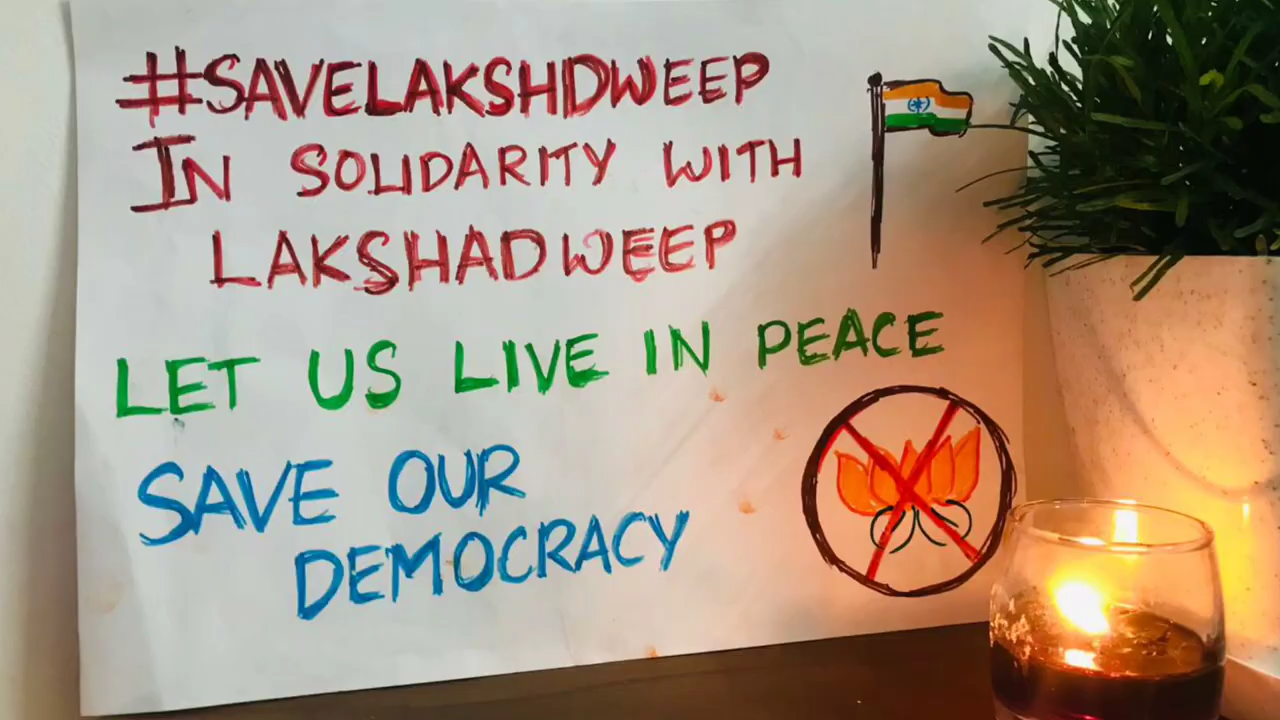 #SAVELAKSHDWEEP
IN SOLIDARITY WITH
LAKSHADWEEP
LET US LIVE IN PEACE
SAVE OUR
DEMOCRACY